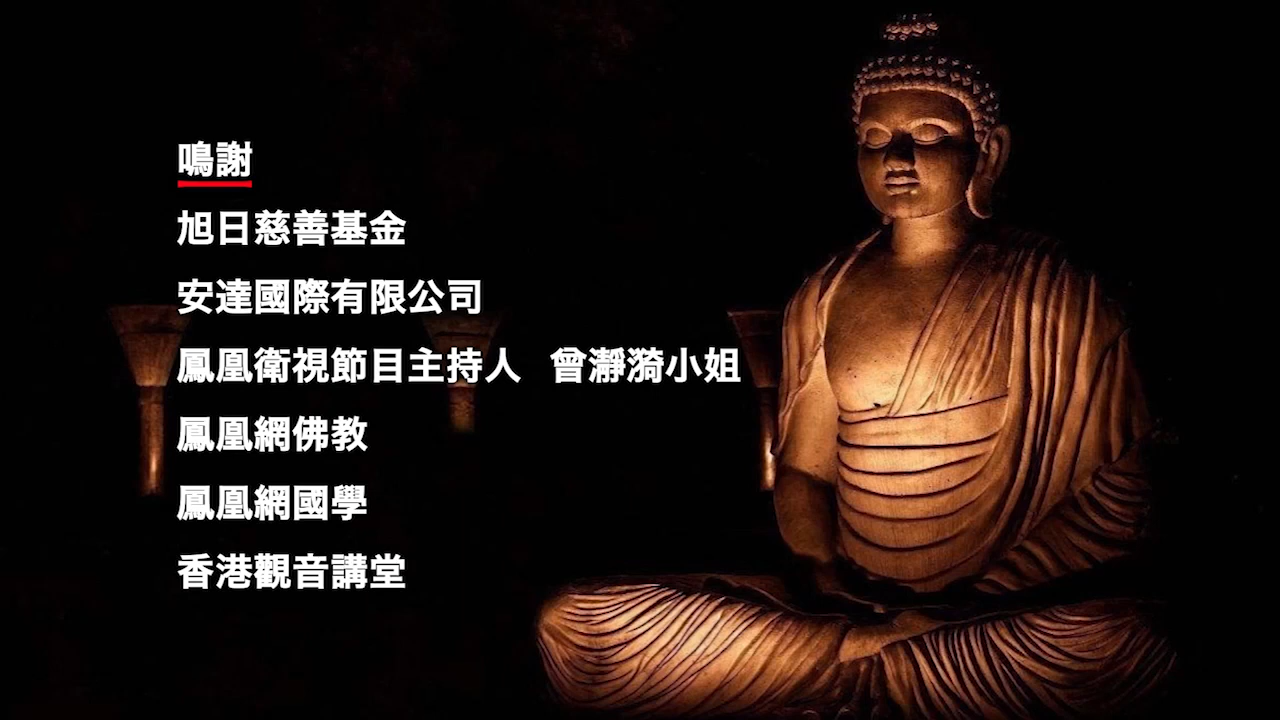 鳴謝
旭日慈善基金
安達國際有限公司
鳳凰衛視節目主持人 曾瀞漪小姐
鳳凰網佛教
鳳凰網國學
香港觀音講堂